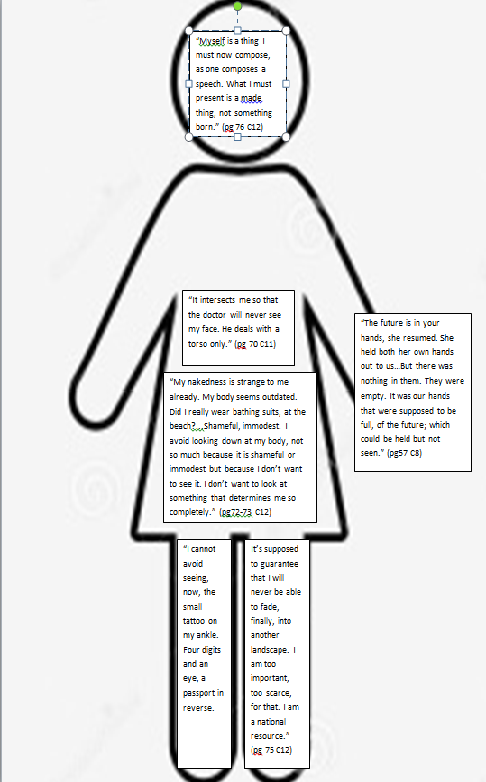 "Myself is a thing I
must now compose,
as one composes a
speech. What I must
present is a made
thing, not something
born." (pg 76 C12)
"It intersects me so that
the doctor will never see
my face. He deals with a
torso only." (pg 70 C11)
"The future is in your
hands, she resumed. She
held both her own hands
out to us...But there was
nothing in them. They were
empty. It was our hands
that were supposed to be
full, of the future; which
could be held but not
seen." (pg57 C8)
"My nakedness is strange to me
already. My body seems outdated.
Did I really wear bathing suits, at the
beach?...Shameful, immodest. I
avoid looking down at my body, not
so much because it is shameful or
immodest but because I don't want
to see it. I don't want to look at
something that determines me so
completely." (pg72-73 C12)
"I cannot
avoid
seeing,
now, the
small
tattoo on
my ankle.
Four digits
and an
eye, a
passport in
reverse.
It's supposed
to guarantee
that I will
never be able
to fade,
finally, into
another
landscape. I
am too
important,
too scarce,
for that. I am
a national
resource."
(pg 75 C12)